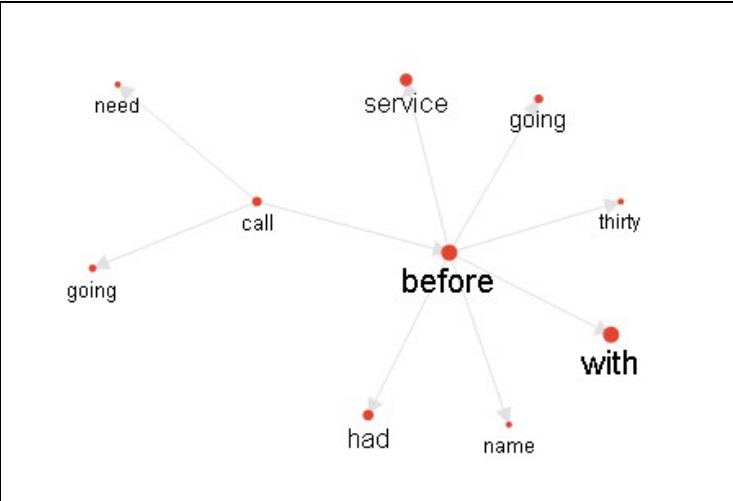 need
service
going
thirty
call
before
going
with
had
name